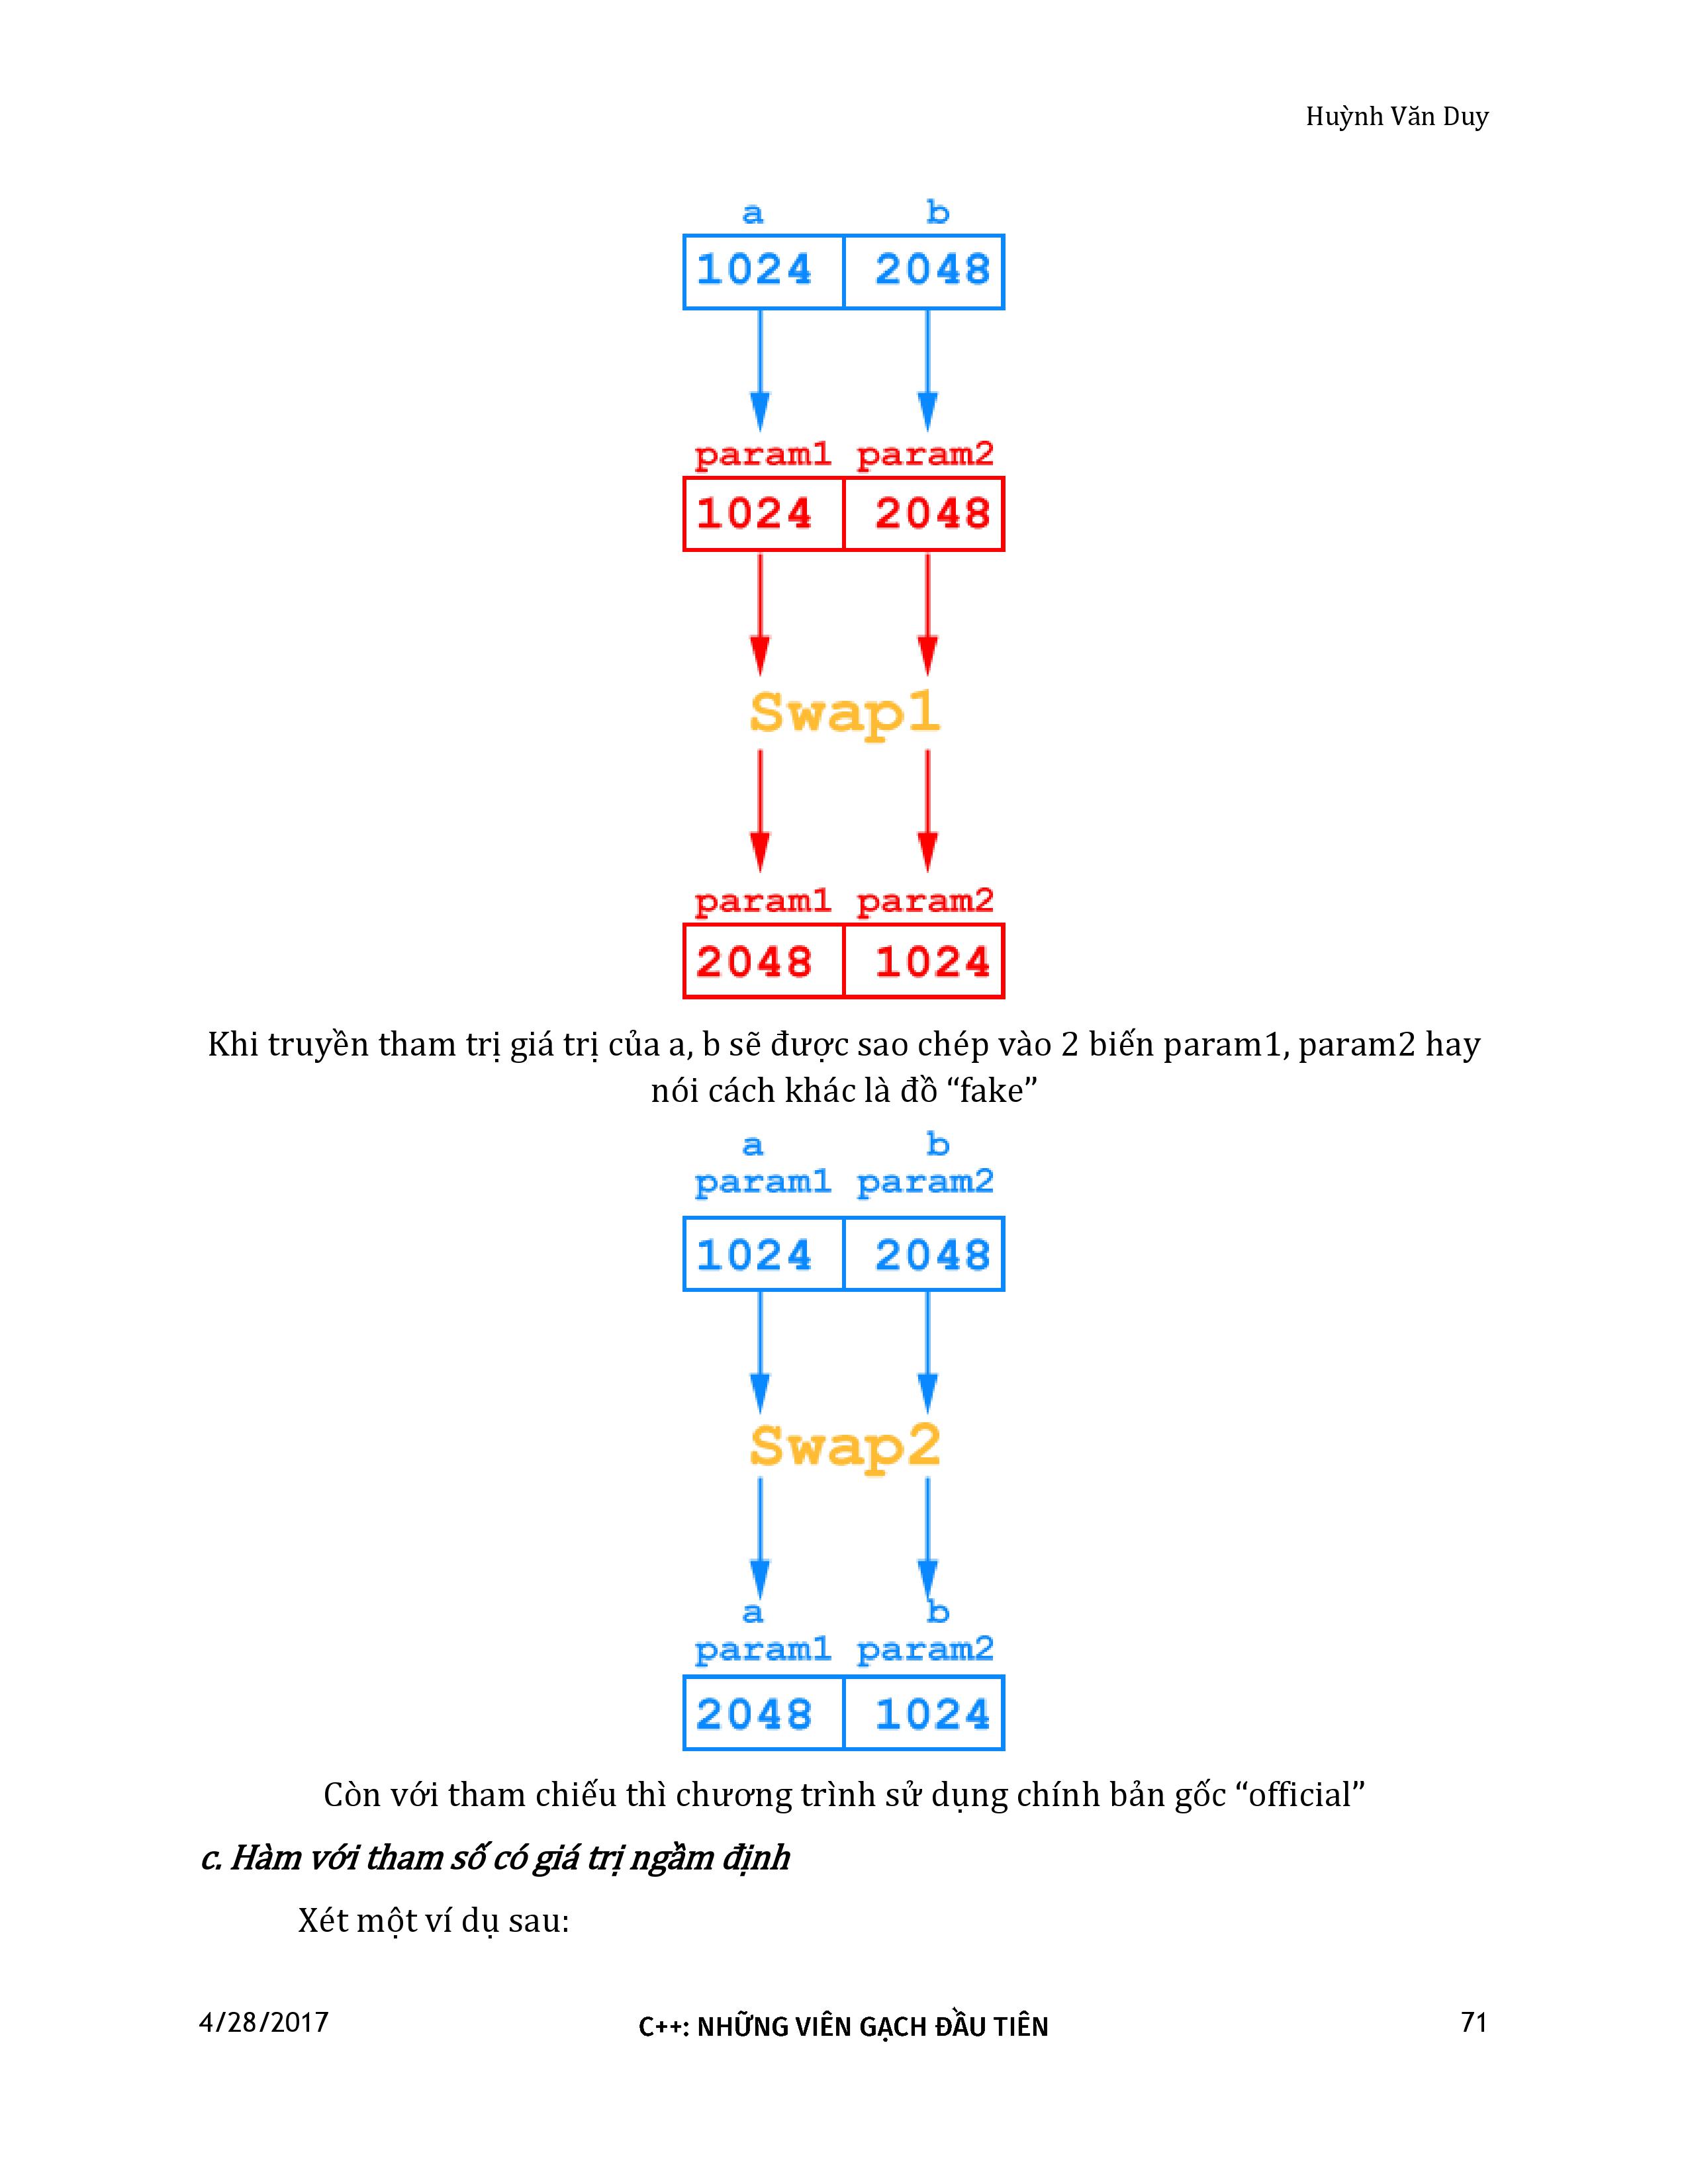 Huỳnh Văn Duy
a b
1024 2048
param1 param2
1024 2048
Swap1
param1 param2
2048 1024
Khi truyền tham trị giá trị của a, b sẽ được sao chép vào 2 biến param1, param2 hay
nói cách khác là đồ “fake”
a b
param1 param2
1024 2048
Swap2
a b
param1 param2
2048 1024
Còn với tham chiếu thì chương trình sử dụng chính bản gốc “official”
c. Hàm với tham số có giá trị ngầm định
Xét một ví dụ sau:
4/28/2017 C++: NHỮNG VIÊN GẠCH ĐẦU TIÊN 71